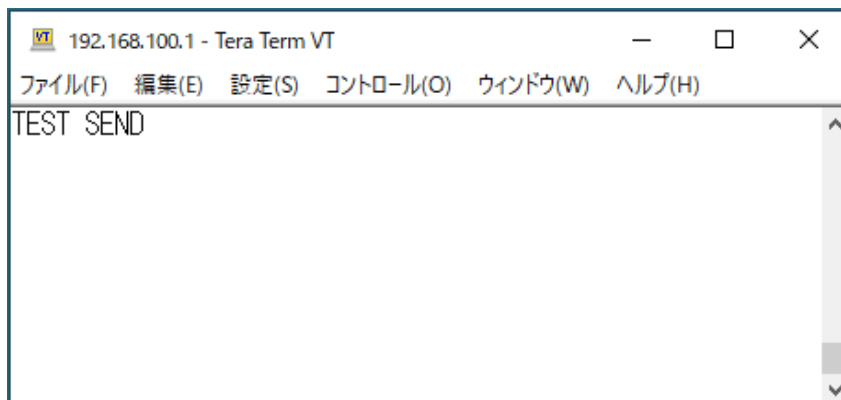 192.168.100.1 - Tera Term VT
ファイル(F) 編集(E) 設定(S) コントロール(O) ウィンドウ(W) ヘルプ(H)
TEST SEND